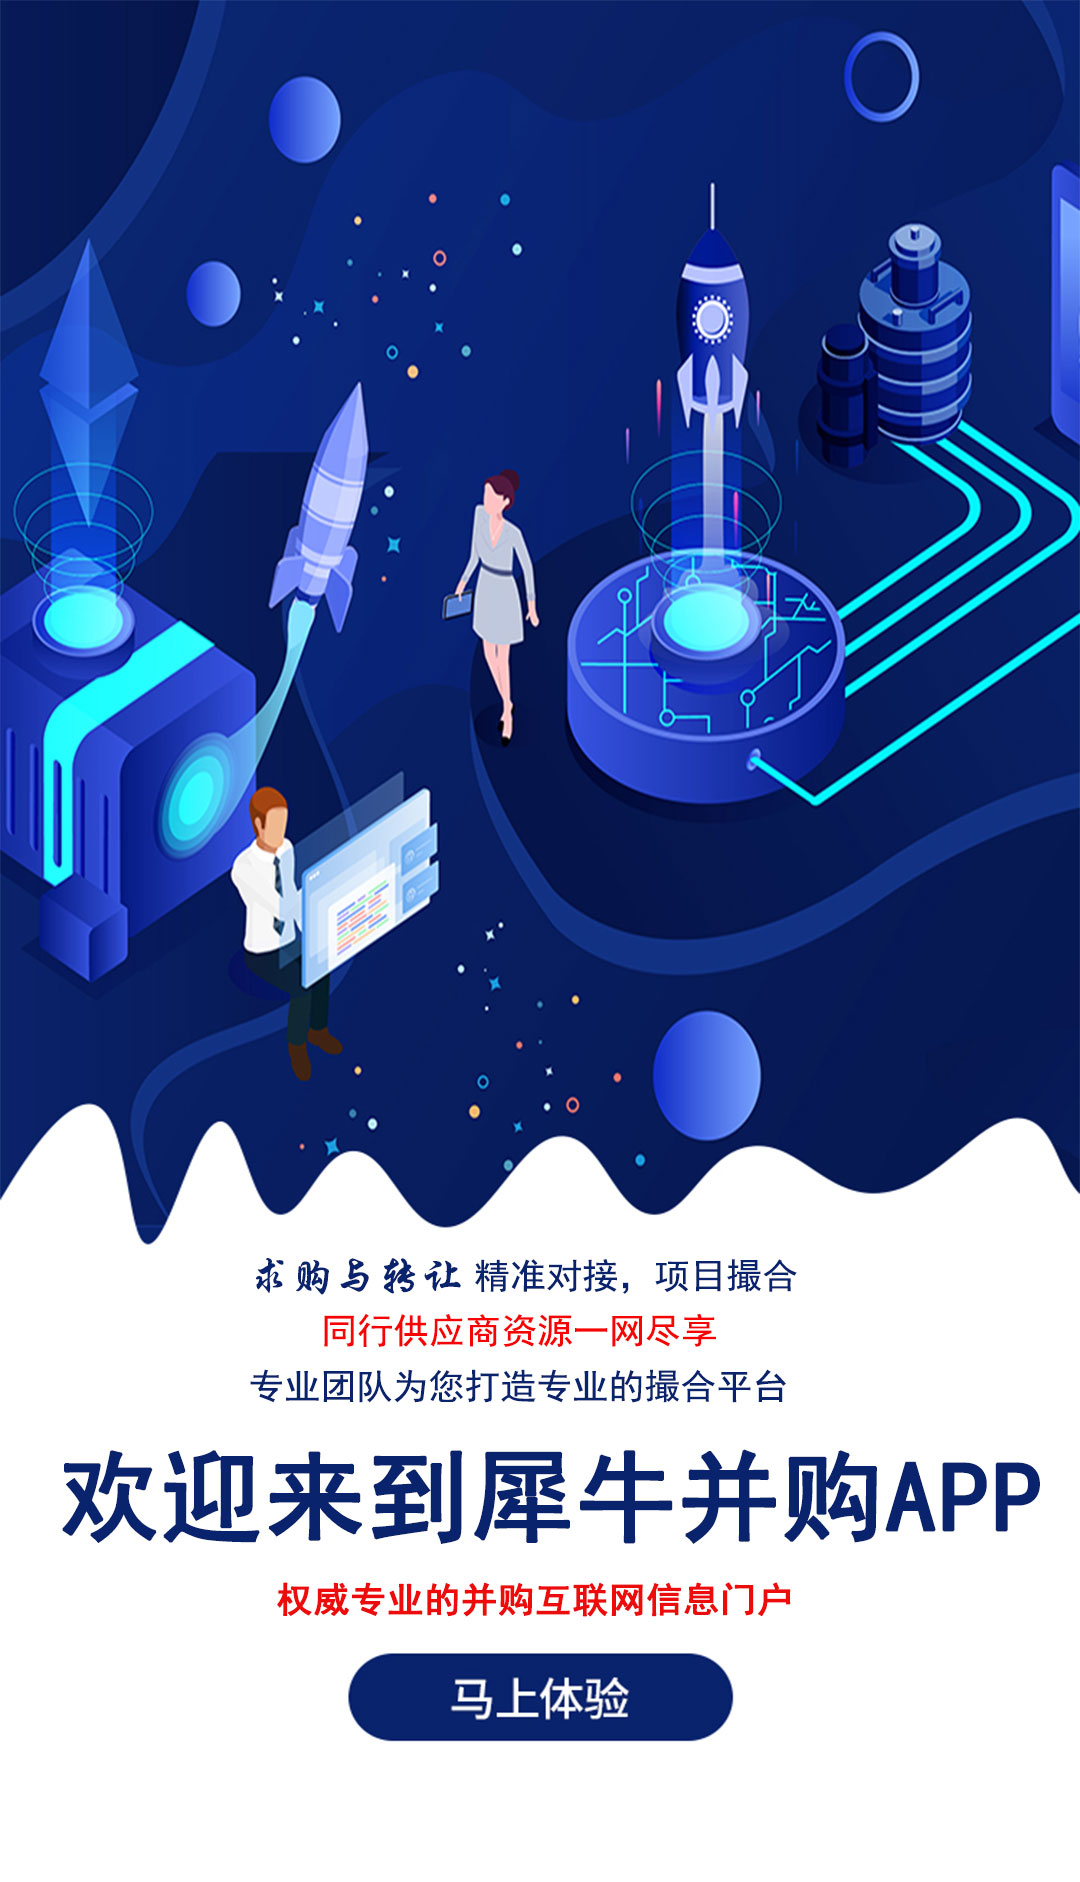 求购与转让 精准对接，项目撮合
同行供应商资源一网尽享
专业团队为您打造专业的撮合平台
欢迎来到犀牛并购APP
权威专业的并购互联网信息门户
马上体验